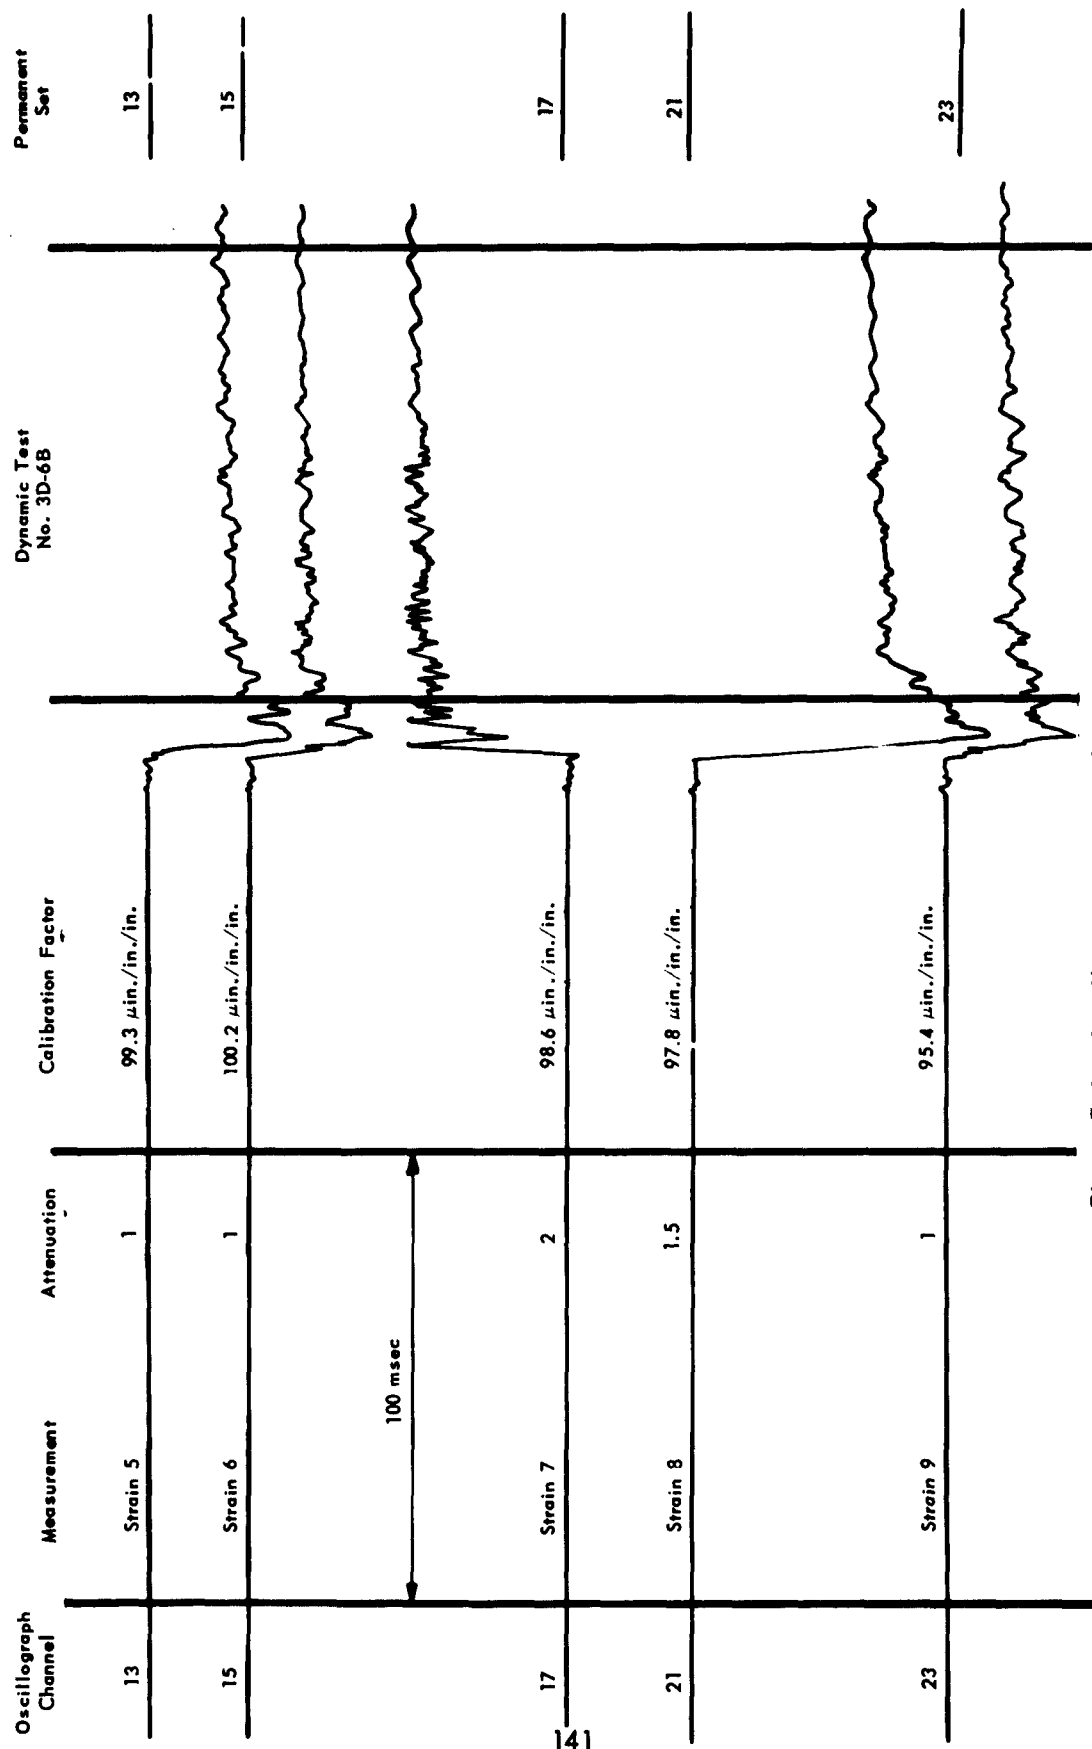 Oscillograph
Channel
Measurement
Attenuation
Calibration Factor
Dynamic Test
No. 3D-6B
Permanent
Set
13
Strain 5
1
99.3 μin./in./in.
13
15
Strain 6
1
100.2 μin./in./in.
15
100 msec
17
Strain 7
2
98.6 μin./in./in.
17
21
Strain 8
1.5
97.8 μin./in./in.
21
23
Strain 9
1
95.4 μin./in./in.
23
141